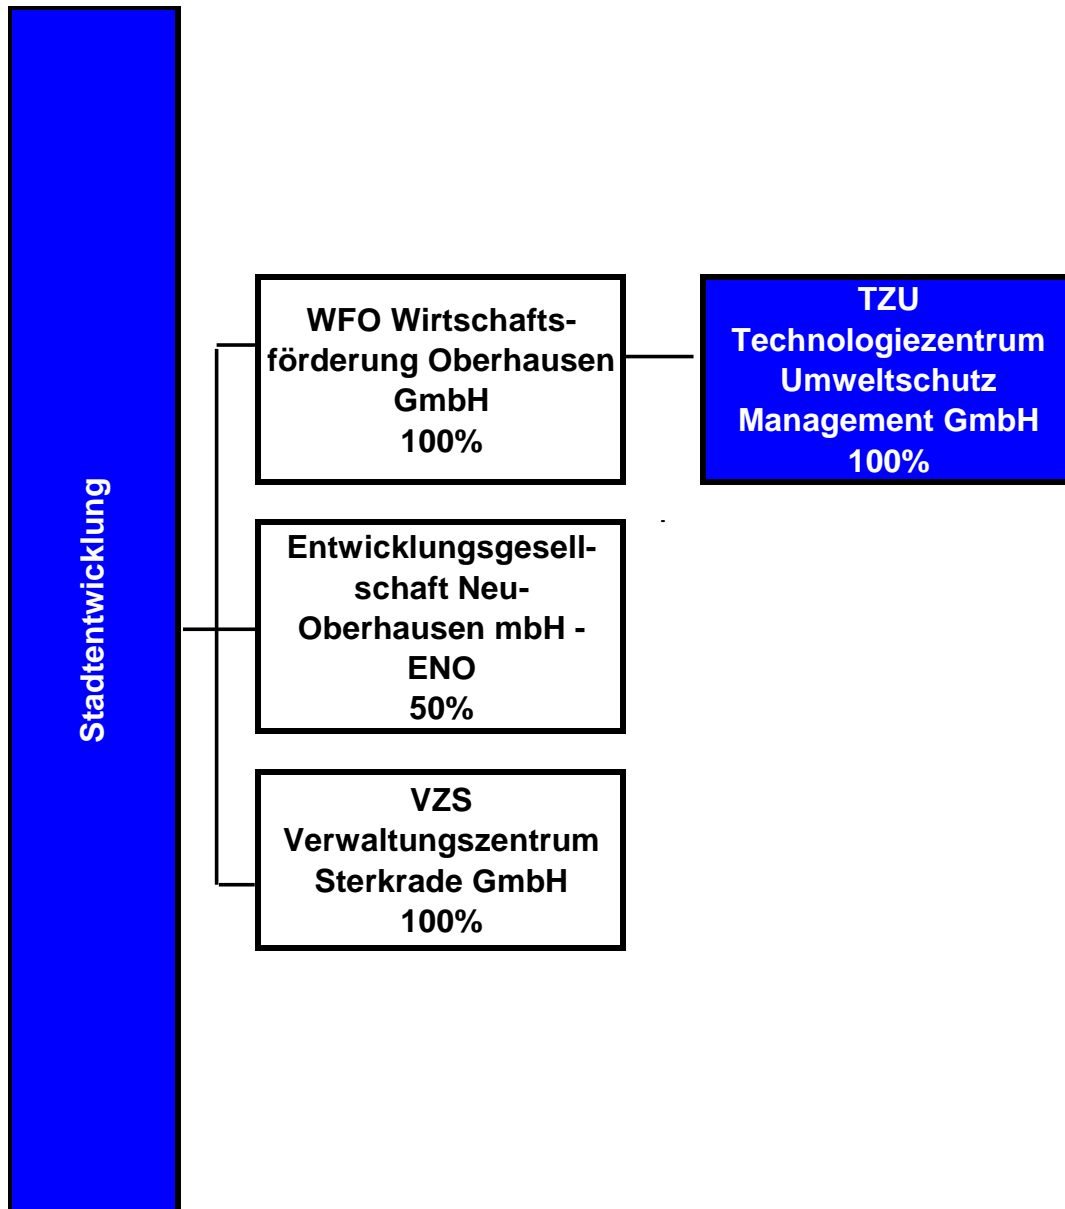 Stadtentwicklung
WFO Wirtschafts-
förderung Oberhausen
GmbH
100%
TZU
Technologiezentrum
Umweltschutz
Management GmbH
100%
Entwicklungsgesell-
schaft Neu-
Oberhausen mbH -
ENO
50%
VZS
Verwaltungszentrum
Sterkrade GmbH
100%